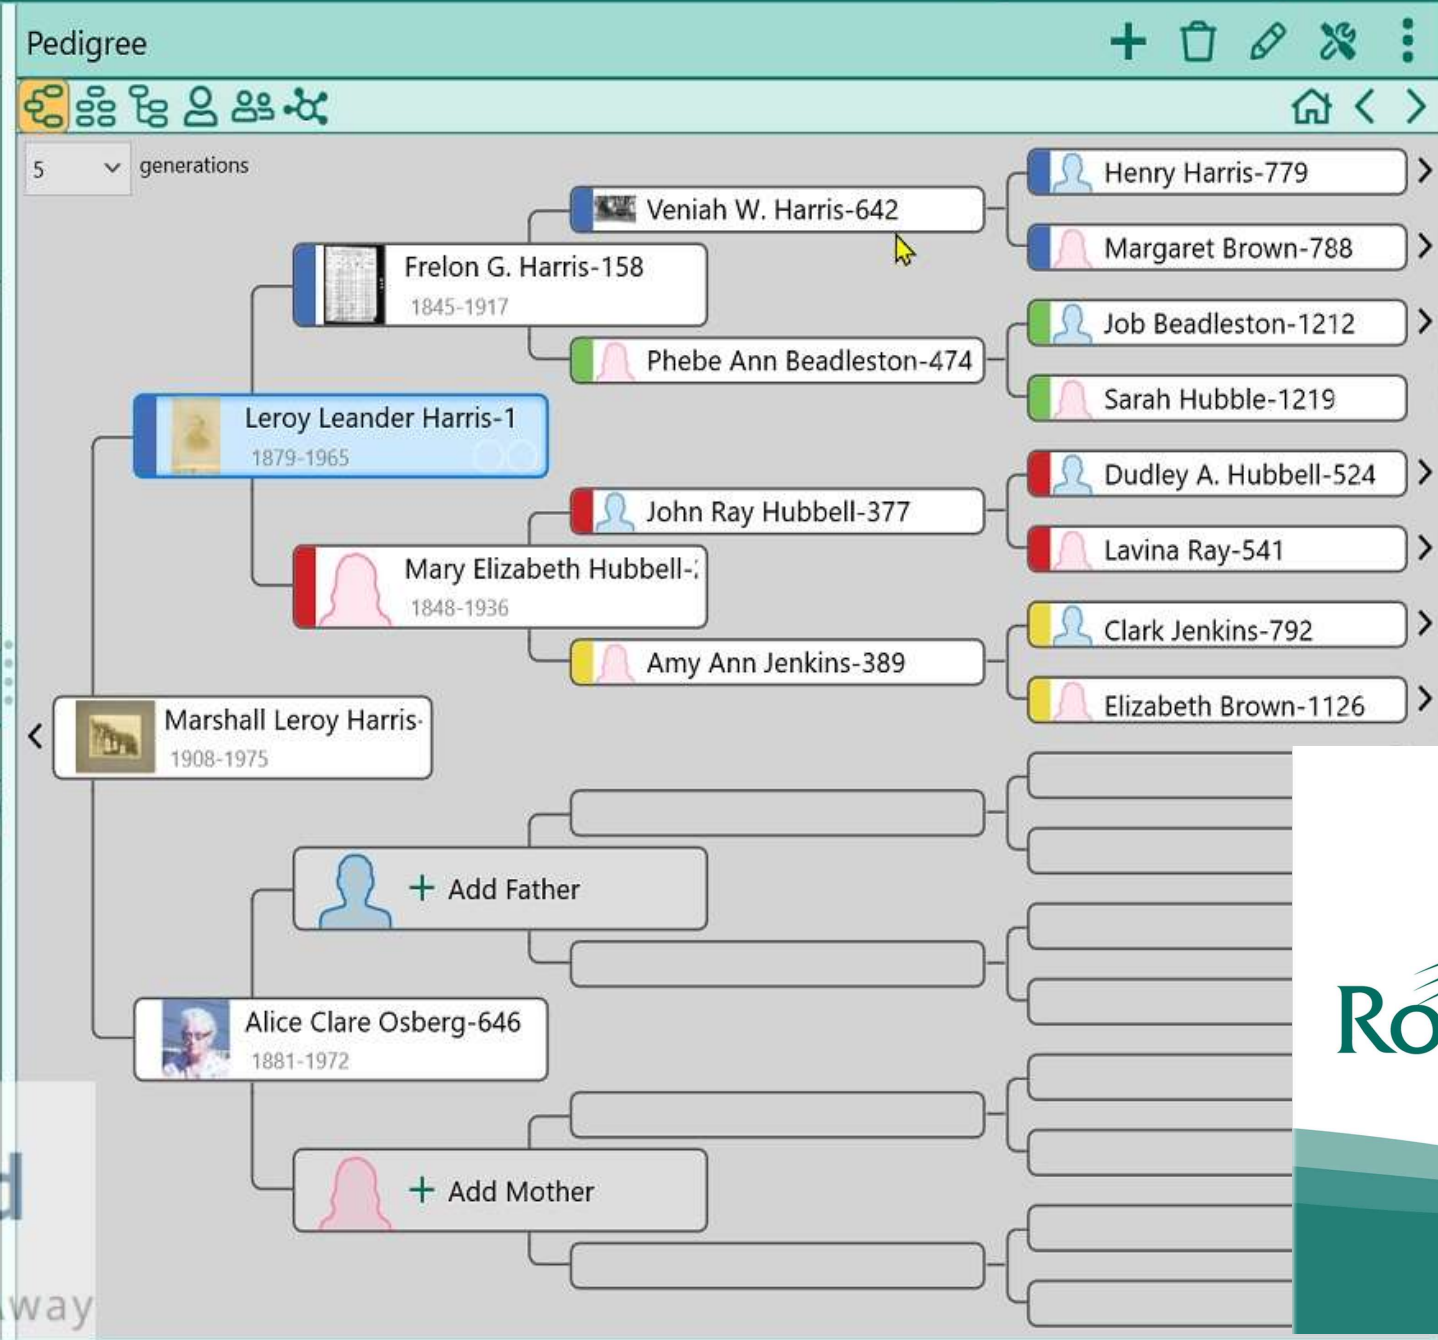 Pedigree
5 generations
Henry Harris-779
Veniah W. Harris-642
Margaret Brown-788
Frelon G. Harris-158
1845-1917
Job Beadleston-1212
Phebe Ann Beadleston-474
Sarah Hubble-1219
Leroy Leander Harris-1
1879-1965
Dudley A. Hubbell-524
John Ray Hubbell-377
Lavina Ray-541
Mary Elizabeth Hubbell-
1848-1936
Clark Jenkins-792
Amy Ann Jenkins-389
Elizabeth Brown-1126
Marshall Leroy Harris-
1908-1975
+ Add Father
Ro
Alice Clare Osberg-646
1881-1972
+ Add Mother
d
way